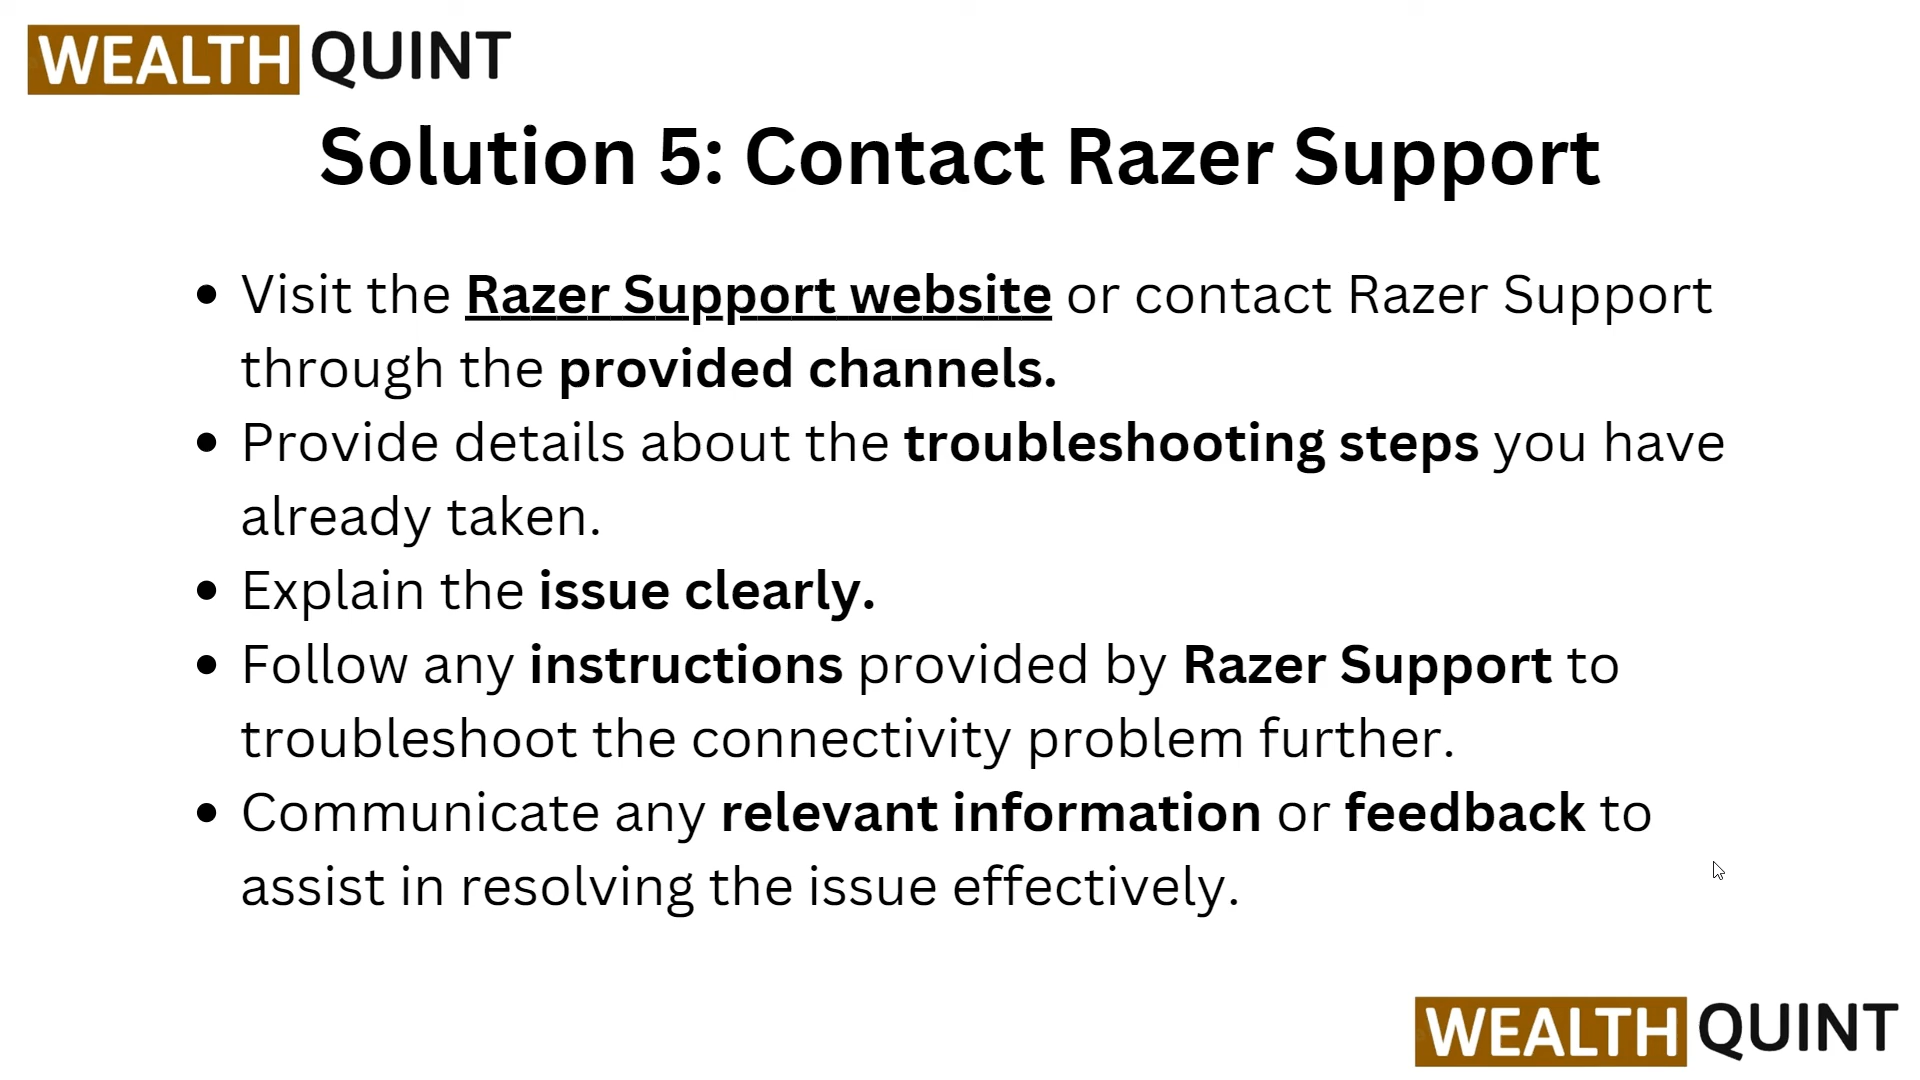 WEALTH QUINT
Solution 5: Contact Razer Support
• Visit the Razer Support website or contact Razer Support
through the provided channels.
• Provide details about the troubleshooting steps you have
already taken.
• Explain the issue clearly.
• Follow any instructions provided by Razer Support to
troubleshoot the connectivity problem further.
• Communicate any relevant information or feedback to
assist in resolving the issue effectively.
WEALTH QUINT